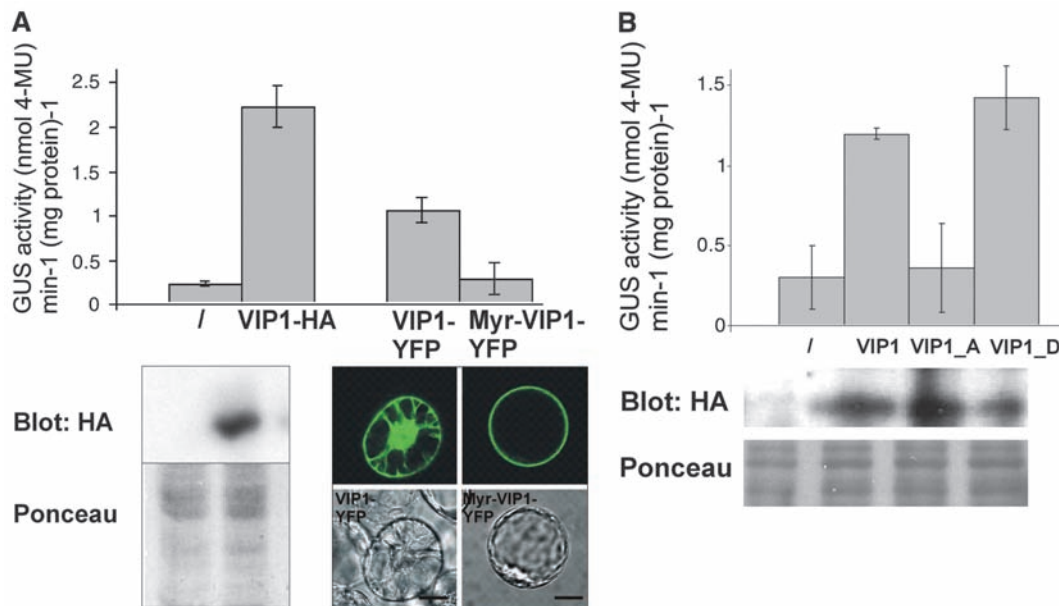 A
GUS activity (nmol 4-MU)
min-1 (mg protein)-1
2.5
2
1.5
1
0.5
0
/
VIP1-HA
VIP1-
YFP
Myr-VIP1-
YFP
Blot: HA
Ponceau
VIP1-
YFP
Myr-VIP1-
YFP
B
GUS activity (nmol 4-MU)
min-1 (mg protein)-1
1.5
1
0.5
0
/
VIP1
VIP1_A
VIP1_D
Blot: HA
Ponceau